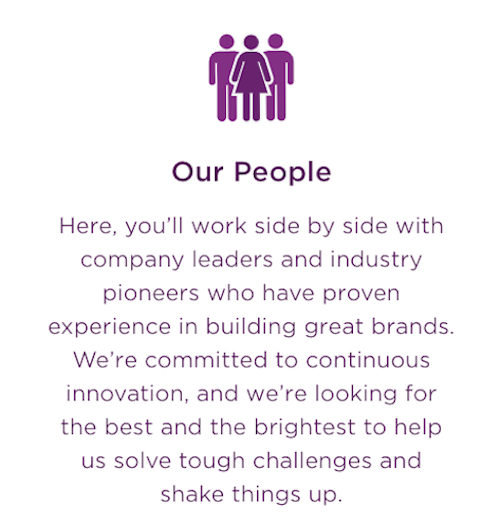 Our People
Here, you’ll work side by side with
company leaders and industry
pioneers who have proven
experience in building great brands.
We’re committed to continuous
innovation, and we’re looking for
the best and the brightest to help
us solve tough challenges and
shake things up.